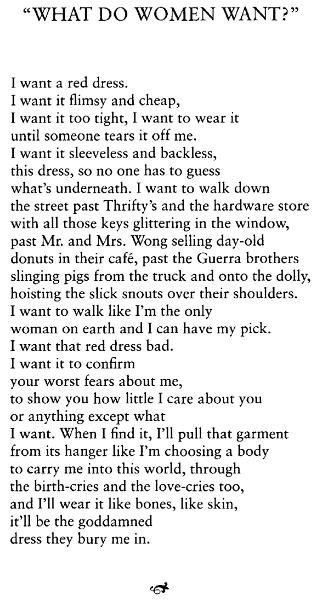 “WHAT DO WOMEN WANT?”
I want a red dress.
I want it flimsy and cheap,
I want it too tight, I want to wear it
until someone tears it off me.
I want it sleeveless and backless,
this dress, so no one has to guess
what’s underneath. I want to walk down
the street past Thrifty’s and the hardware store
with all those keys glittering in the window,
past Mr. and Mrs. Wong selling day-old
donuts in their café, past the Guerra brothers
slinging pigs from the truck and onto the dolly,
hoisting the slick snouts over their shoulders.
I want to walk like I’m the only
woman on earth and I can have my pick.
I want that red dress bad.
I want it to confirm
your worst fears about me,
to show you how little I care about you
or anything except what
I want. When I find it, I’ll pull that garment
from its hanger like I’m choosing a body
to carry me into this world, through
the birth-cries and the love-cries too,
and I’ll wear it like bones, like skin,
it’ll be the goddamned
dress they bury me in.